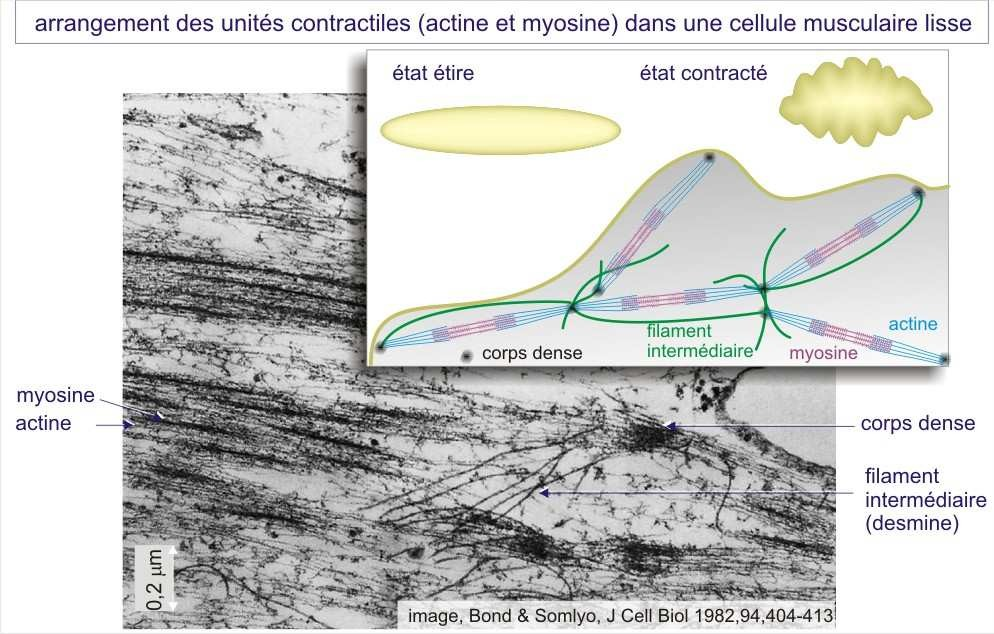 arrangement des unités contractiles (actine et myosine) dans une cellule musculaire lisse
état étire
état contracté
actine
filament
intermédiaire
myosine
corps dense
myosine
actine
corps dense
filament
intermédiaire
(desmine)
0,2 μm
image, Bond & Somlyo, J Cell Biol 1982,94,404-413